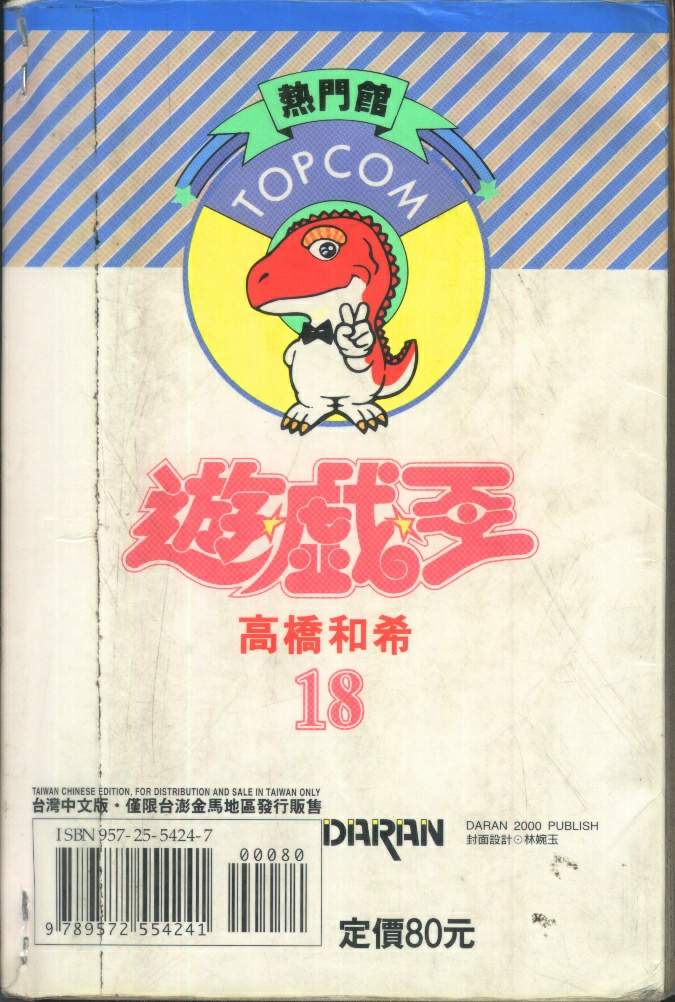 熱門館
TOPCOM
遊戲王
高橋和希
18
TAIWAN CHINESE EDITION, FOR DISTRIBUTION AND SALE IN TAIWAN ONLY
台灣中文版・僅限台澎金馬地區發行販售
ISBN 957-25-5424-7
00080
9 789572 554241
DARAN
DARAN 2000 PUBLISH
封面設計⊙林婉玉
定價80元